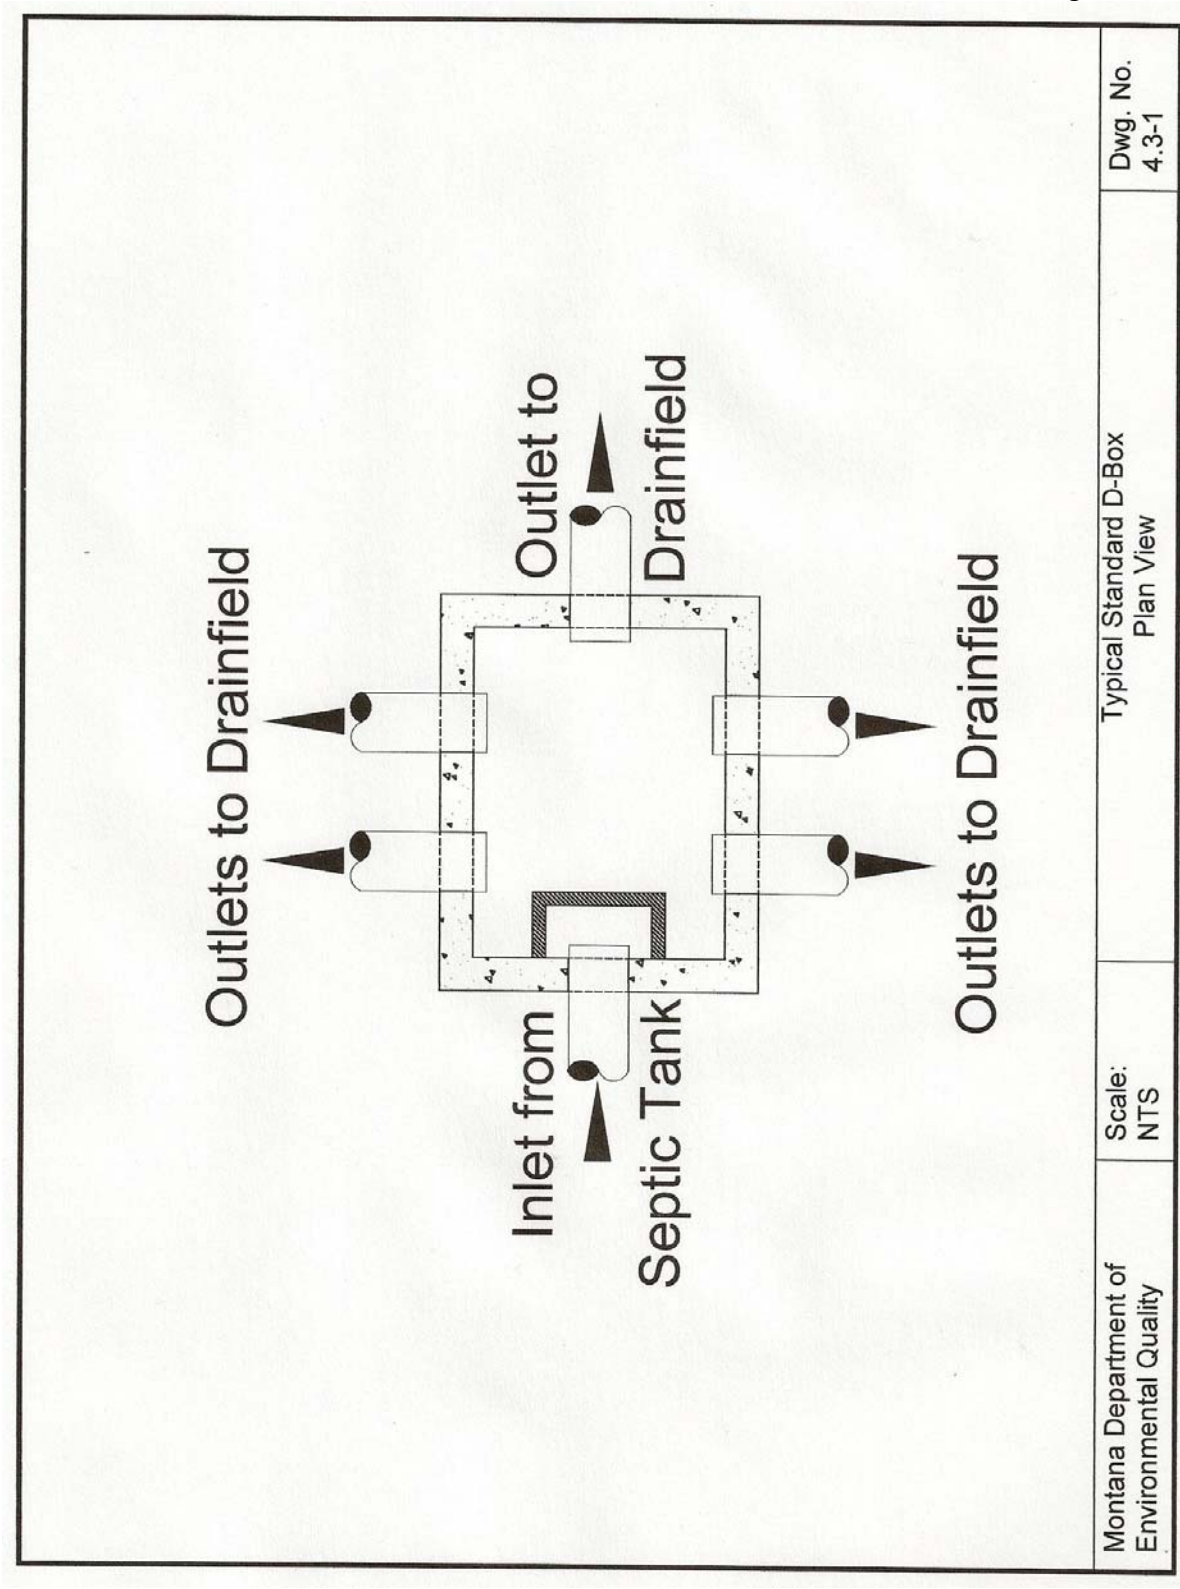 Outlets to Drainfield
Inlet from
Septic Tank
Outlet to
Drainfield
Outlets to Drainfield
Montana Department of
Environmental Quality
Scale:
NTS
Typical Standard D-Box
Plan View
Dwg. No.
4.3-1